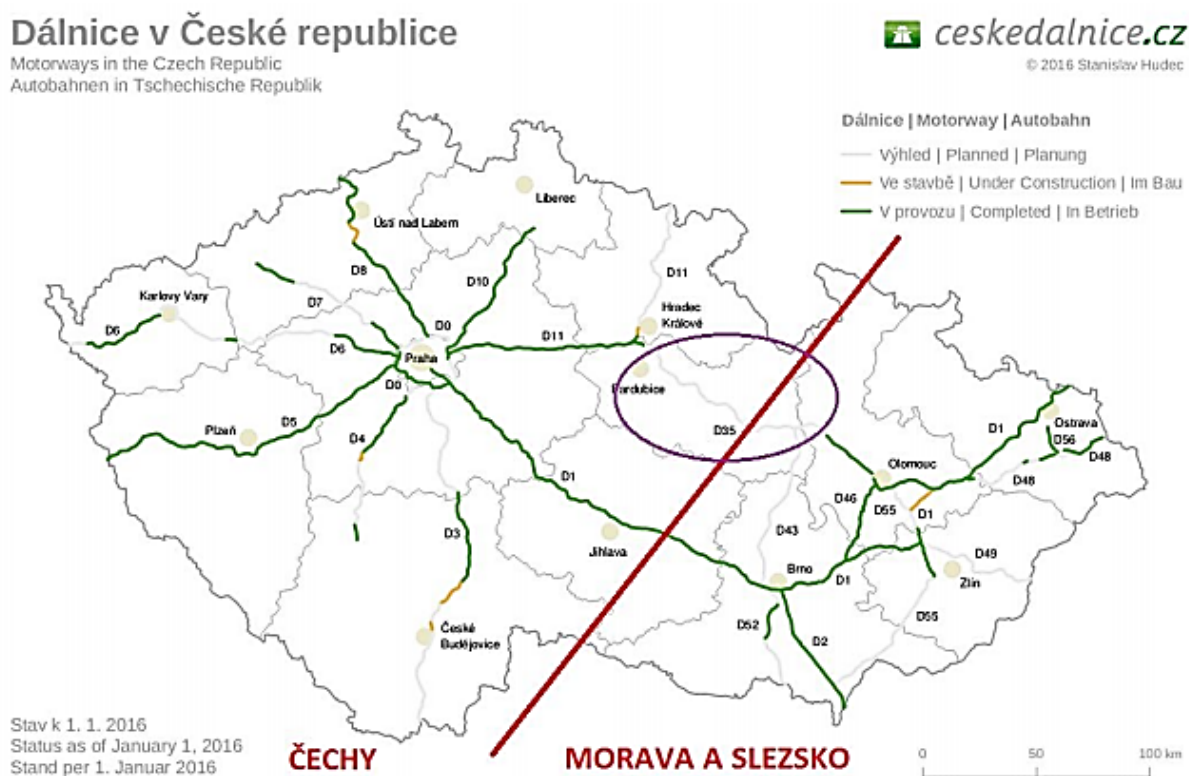 Dálnice v České republice
Motorways in the Czech Republic
Autobahnen in Tschechische Republik
ceskedalnice.cz
© 2016 Stanislav Hudec
Dálnice | Motorway | Autobahn
Výhled | Planned | Planung
Ve stavbě | Under Construction | Im Bau
V provozu | Completed | In Betrieb
Liberec
Ústí nad Labem
D8
D10
D11
Karlovy Vary
D7
Hradec
Králové
D6
D0
D11
D6
Praha
D0
Pardubice
D5
Plzeň
D4
D35
D1
Ostrava
D56
D48
Olomouc
D48
D1
D46
D55
D1
D3
Jihlava
D43
D49
Brno
D1
Zlín
D55
České
Budějovice
D52
D2
Stav k 1. 1. 2016
Status as of January 1, 2016
Stand per 1. Januar 2016
ČECHY
MORAVA A SLEZSKO
0 50 100 km